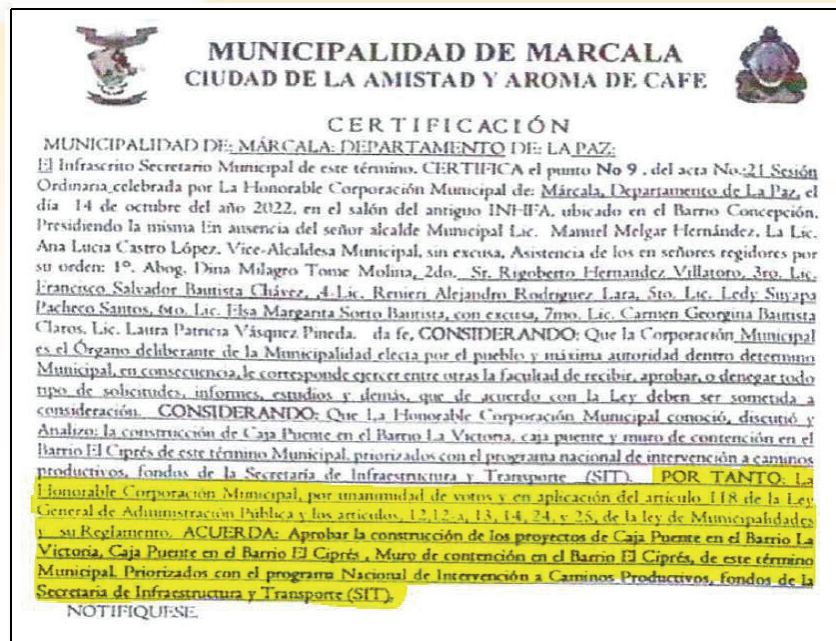 MUNICIPALIDAD DE MARCALA
CIUDAD DE LA AMISTAD Y AROMA DE CAFE
CERTIFICACIÓN
MUNICIPALIDAD DE: MÁRCALA: DEPARTAMENTO DE: LA PAZ:
El Infrascrito Secretario Municipal de este término. CERTIFICA el punto No 9 . del acta No.:21 Sesión
Ordinaria celebrada por La Honorable Corporación Municipal de: Márcala, Departamento de La Paz, el
día 14 de octubre del año 2022, en el salón del antiguo INHFA, ubicado en el Barrio Concepción.
Presidiendo la misma En ausencia del señor alcalde Municipal Lic. Manuel Melgar Hernández, La Lic.
Ana Lucia Castro López. Vice-Alcaldesa Municipal, sin excusa, Asistencia de los en señores regidores por
su orden: 1º. Abog. Dina Milagro Tome Molina, 2do. Sr. Rigoberto Hernandez Villatoro, 3ro. Lic.
Francisco Salvador Bautista Chávez, .4-Lic. Renieri Alejandro Rodriguez Lara, 5to. Lic. Ledy Suyapa
Pacheco Santos, 6to. Lic. Elsa Margarita Sorto Bautista, con excusa, 7mo. Lic. Carmen Georgina Bautista
Claros, Lic. Laura Patricia Vásquez Pineda. da fe, CONSIDERANDO: Que la Corporación Municipal
es el Órgano deliberante de la Municipalidad electa por el pueblo y máxima autoridad dentro determino
Municipal, en consecuencia, le corresponde ejercer entre otras la facultad de recibir, aprobar, o denegar todo
tipo de solicitudes, informes, estudios y demás, que de acuerdo con la Ley deben ser sometida a
consideración. CONSIDERANDO: Que La Honorable Corporación Municipal conoció, discutió y
Analizo: la construcción de Caja Puente en el Barrio La Victoria, caja puente y muro de contención en el
Barrio El Ciprés de este término Municipal, priorizados con el programa nacional de intervención a caminos
productivos, fondos de la Secretaría de Infraestructura y Transporte (SIT). POR TANTO: La
Honorable Corporación Municipal, por unanimidad de votos y en aplicación del artículo 118 de la Ley
General de Administración Pública y los artículos, 12,12-a, 13, 14, 24, y 25, de la ley de Municipalidades
y su Reglamento. ACUERDA: Aprobar la construcción de los proyectos de Caja Puente en el Barrio La
Victoria, Caja Puente en el Barrio El Ciprés , Muro de contención en el Barrio El Ciprés, de este término
Municipal. Priorizados con el programa Nacional de Intervención a Caminos Productivos, fondos de la
Secretaria de Infraestructura y Transporte (SIT).
NOTIFIQUESE